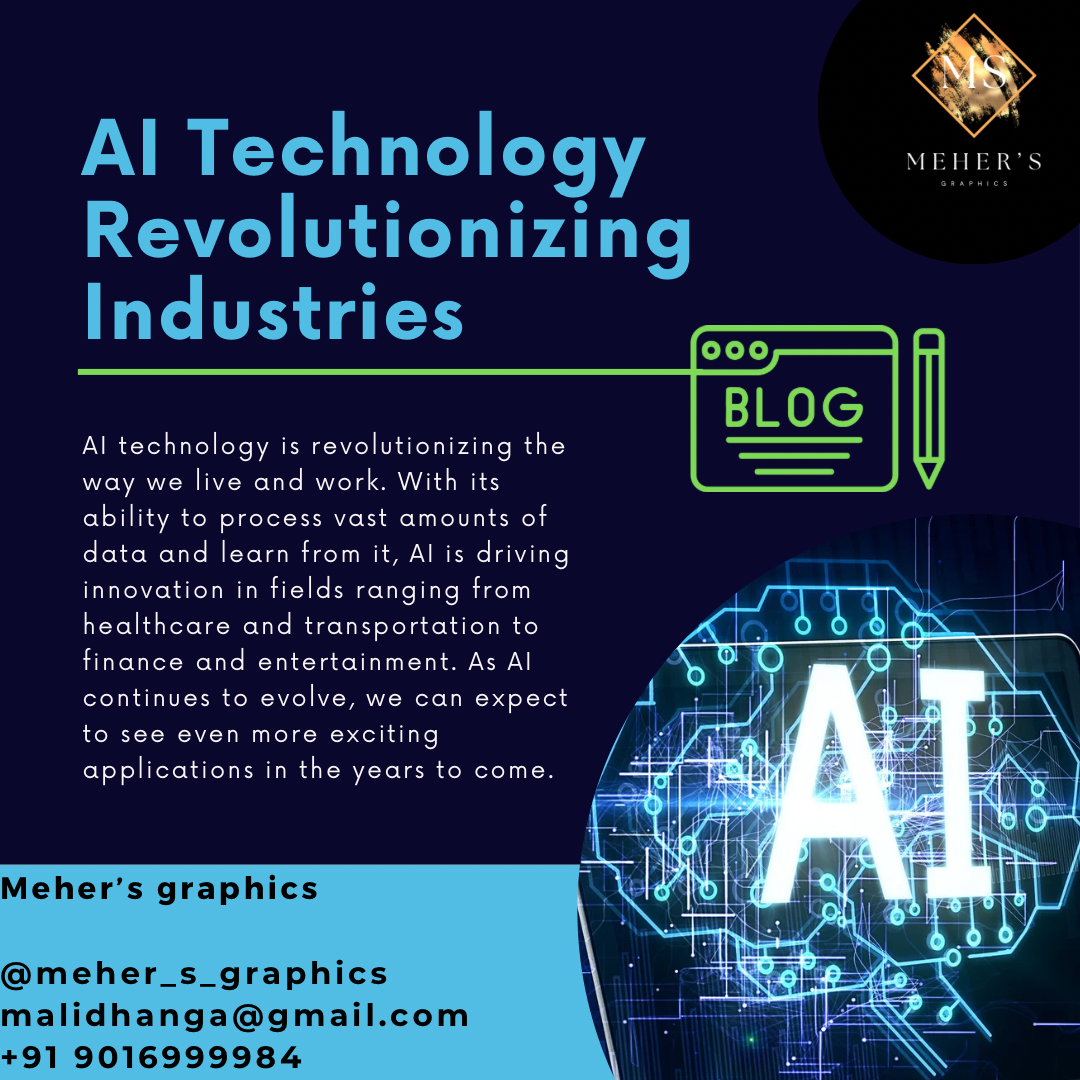 MS
MEHER'S
GRAPHICS
AI Technology
Revolutionizing
Industries
BLOG
AI technology is revolutionizing the
way we live and work. With its
ability to process vast amounts of
data and learn from it, AI is driving
innovation in fields ranging from
healthcare and transportation to
finance and entertainment. As AI
continues to evolve, we can expect
to see even more exciting
applications in the years to come.
AI
Meher’s graphics
@meher_s_graphics
malidhanga@gmail.com
+91 9016999984